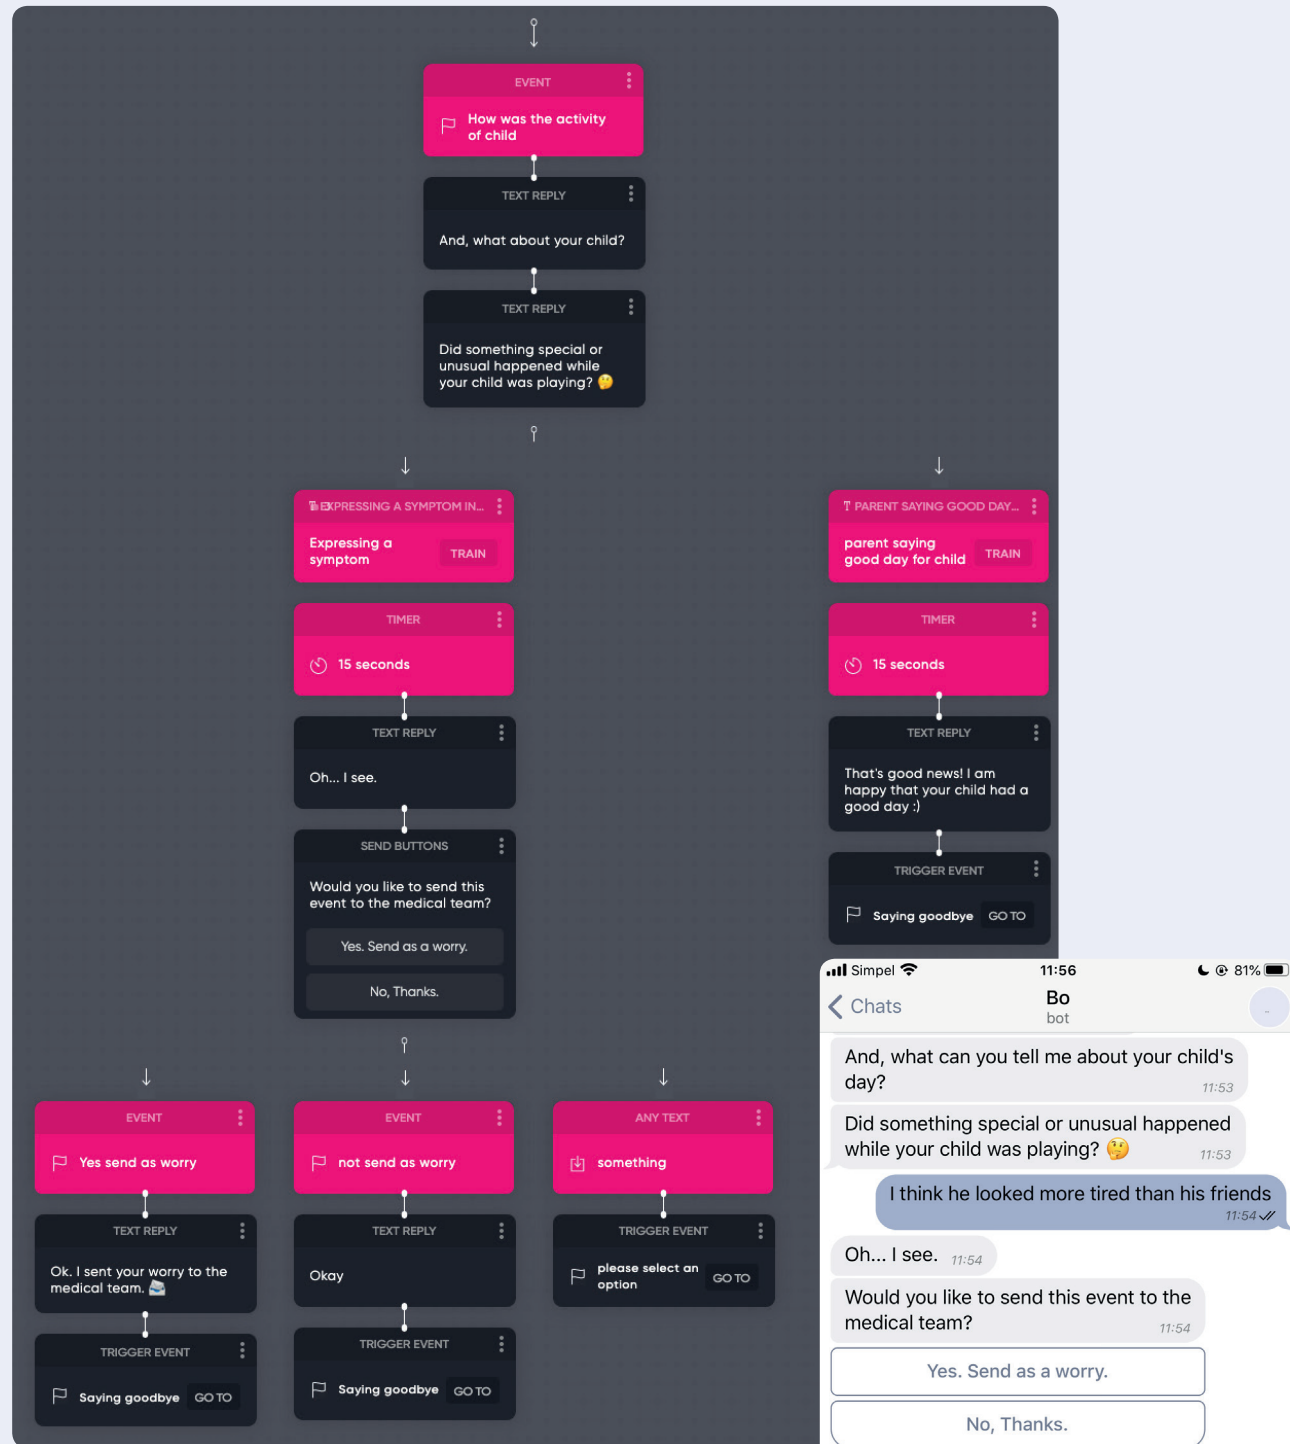 EVENT
How was the activity
of child
TEXT REPLY
And, what about your child?
TEXT REPLY
Did something special or
unusual happened while
your child was playing? 🤔
EXPRESSING A SYMPTOM IN...
Expressing a
symptom
TRAIN
TIMER
15 seconds
TEXT REPLY
Oh... I see.
SEND BUTTONS
Would you like to send this
event to the medical team?
Yes. Send as a worry.
No, Thanks.
T PARENT SAYING GOOD DAY...
parent saying
good day for child
TRAIN
TIMER
15 seconds
TEXT REPLY
That's good news! I am
happy that your child had a
good day :)
TRIGGER EVENT
Saying goodbye GO TO
EVENT
Yes send as worry
TEXT REPLY
Ok. I sent your worry to the
medical team. 📨
TRIGGER EVENT
Saying goodbye GO TO
EVENT
not send as worry
TEXT REPLY
Okay
TRIGGER EVENT
Saying goodbye GO TO
ANY TEXT
something
TRIGGER EVENT
please select an
option
GO TO
Simpel 11:56 81%
Chats
Bo
bot
And, what can you tell me about your child's
day? 11:53
Did something special or unusual happened
while your child was playing? 🤔 11:53
I think he looked more tired than his friends
11:54
Oh... I see. 11:54
Would you like to send this event to the
medical team? 11:54
Yes. Send as a worry.
No, Thanks.